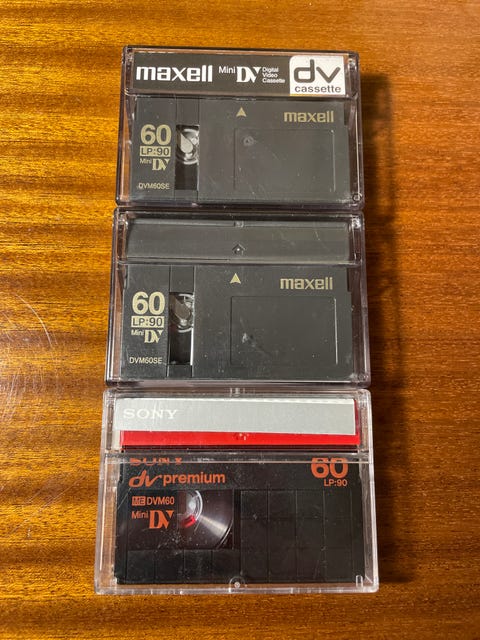 maxell Mini DV Digital Video Cassette dv cassette
maxell
60
LP:90
Mini DV
DVM60SE
maxell
60
LP:90
Mini DV
DVM60SE
SONY
SONY 60
dv premium LP:90
ME DVM60
Mini DV